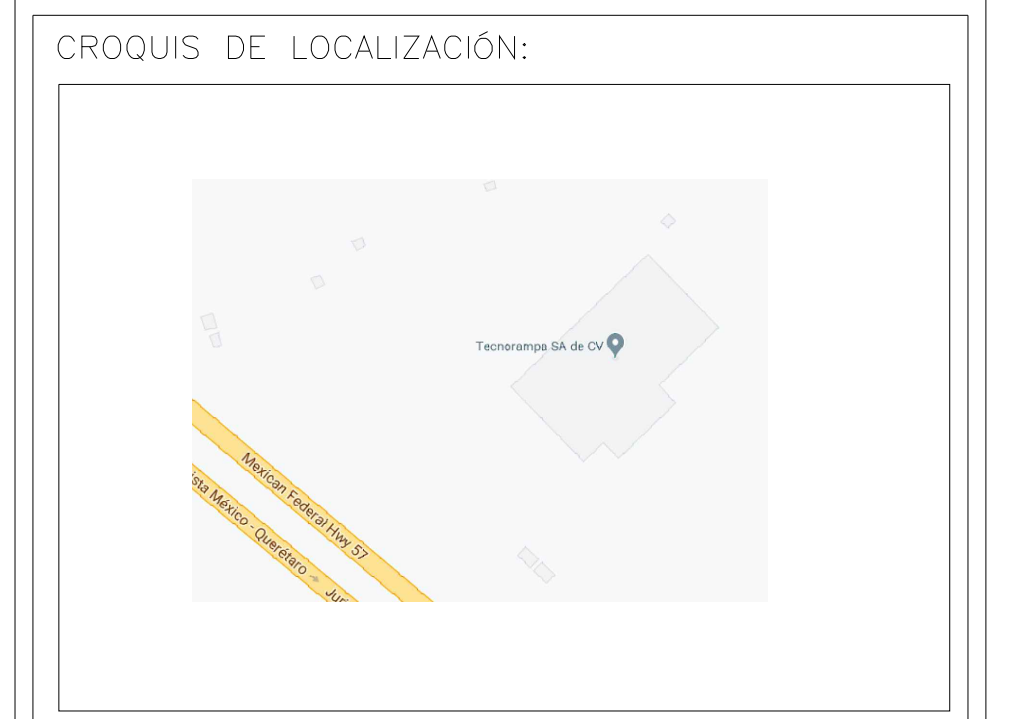 CROQUIS DE LOCALIZACIÓN:
Tecnorampa SA de CV
Mexican Federal Hwy 57
ista México - Querétaro